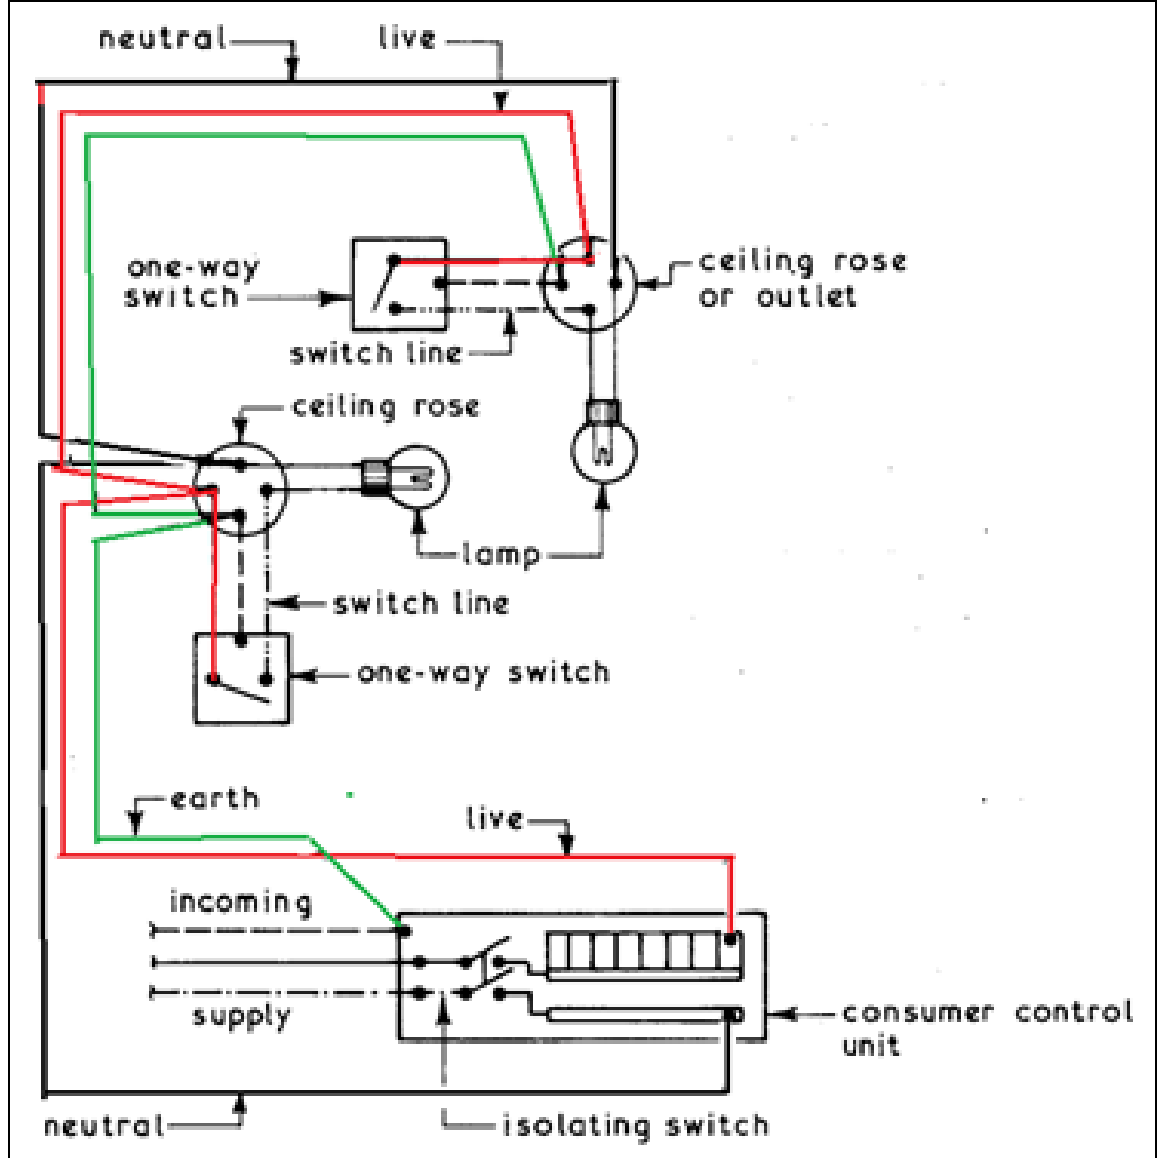 neutral
live
one-way
switch
ceiling rose
or outlet
switch line
ceiling rose
lamp
switch line
one-way switch
earth
live
incoming
supply
consumer control
unit
neutral
isolating switch